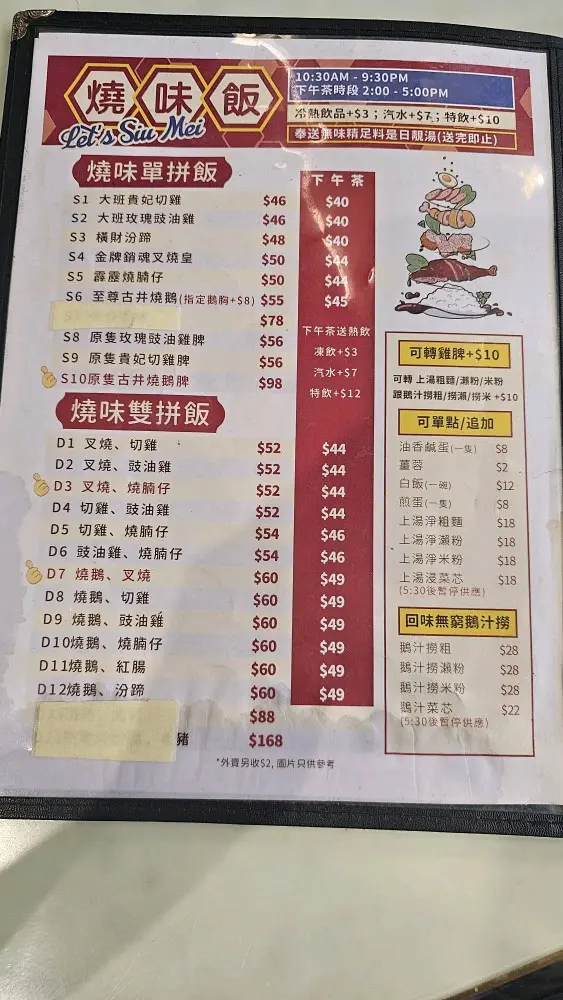 燒味飯
Let's Siu Mei
10:30AM - 9:30PM
下午茶時段 2:00 - 5:00PM
冷熱飲品+$3；汽水+$7；特飲+$10
奉送無味精足料是日靚湯(送完即止)
燒味單拼飯
下午茶
S1 大班貴妃切雞 $46 $40
S2 大班玫瑰豉油雞 $46 $40
S3 橫財汾蹄 $48 $40
S4 金牌銷魂叉燒皇 $50 $44
S5 霹靂燒腩仔 $50 $44
S6 至尊古井燒鵝(指定鵝胸+$8) $55 $45
$78
S8 原隻玫瑰豉油雞脾 $56
S9 原隻貴妃切雞脾 $56
S10原隻古井燒鵝脾 $98
下午茶送熱飲
凍飲+$3
汽水+$7
特飲+$12
燒味雙拼飯
D1 叉燒、切雞 $52 $44
D2 叉燒、豉油雞 $52 $44
D3 叉燒、燒腩仔 $52 $44
D4 切雞、豉油雞 $52 $44
D5 切雞、燒腩仔 $54 $46
D6 豉油雞、燒腩仔 $54 $46
D7 燒鵝、叉燒 $60 $49
D8 燒鵝、切雞 $60 $49
D9 燒鵝、豉油雞 $60 $49
D10燒鵝、燒腩仔 $60 $49
D11燒鵝、紅腸 $60 $49
D12燒鵝、汾蹄 $60 $49
$88
豬 $168
*外賣另收$2, 圖片只供參考
可轉雞脾+$10
可轉 上湯粗麵/瀨粉/米粉
跟鵝汁撈粗/撈瀨/撈米 +$10
可單點/追加
油香鹹蛋(一隻) $8
薑蓉 $2
白飯(一碗) $12
煎蛋(一隻) $8
上湯淨粗麵 $18
上湯淨瀨粉 $18
上湯淨米粉 $18
上湯浸菜芯 $18
(5:30後暫停供應)
回味無窮鵝汁撈
鵝汁撈粗 $28
鵝汁撈瀨粉 $28
鵝汁撈米粉 $28
鵝汁菜芯 $22
(5:30後暫停供應)